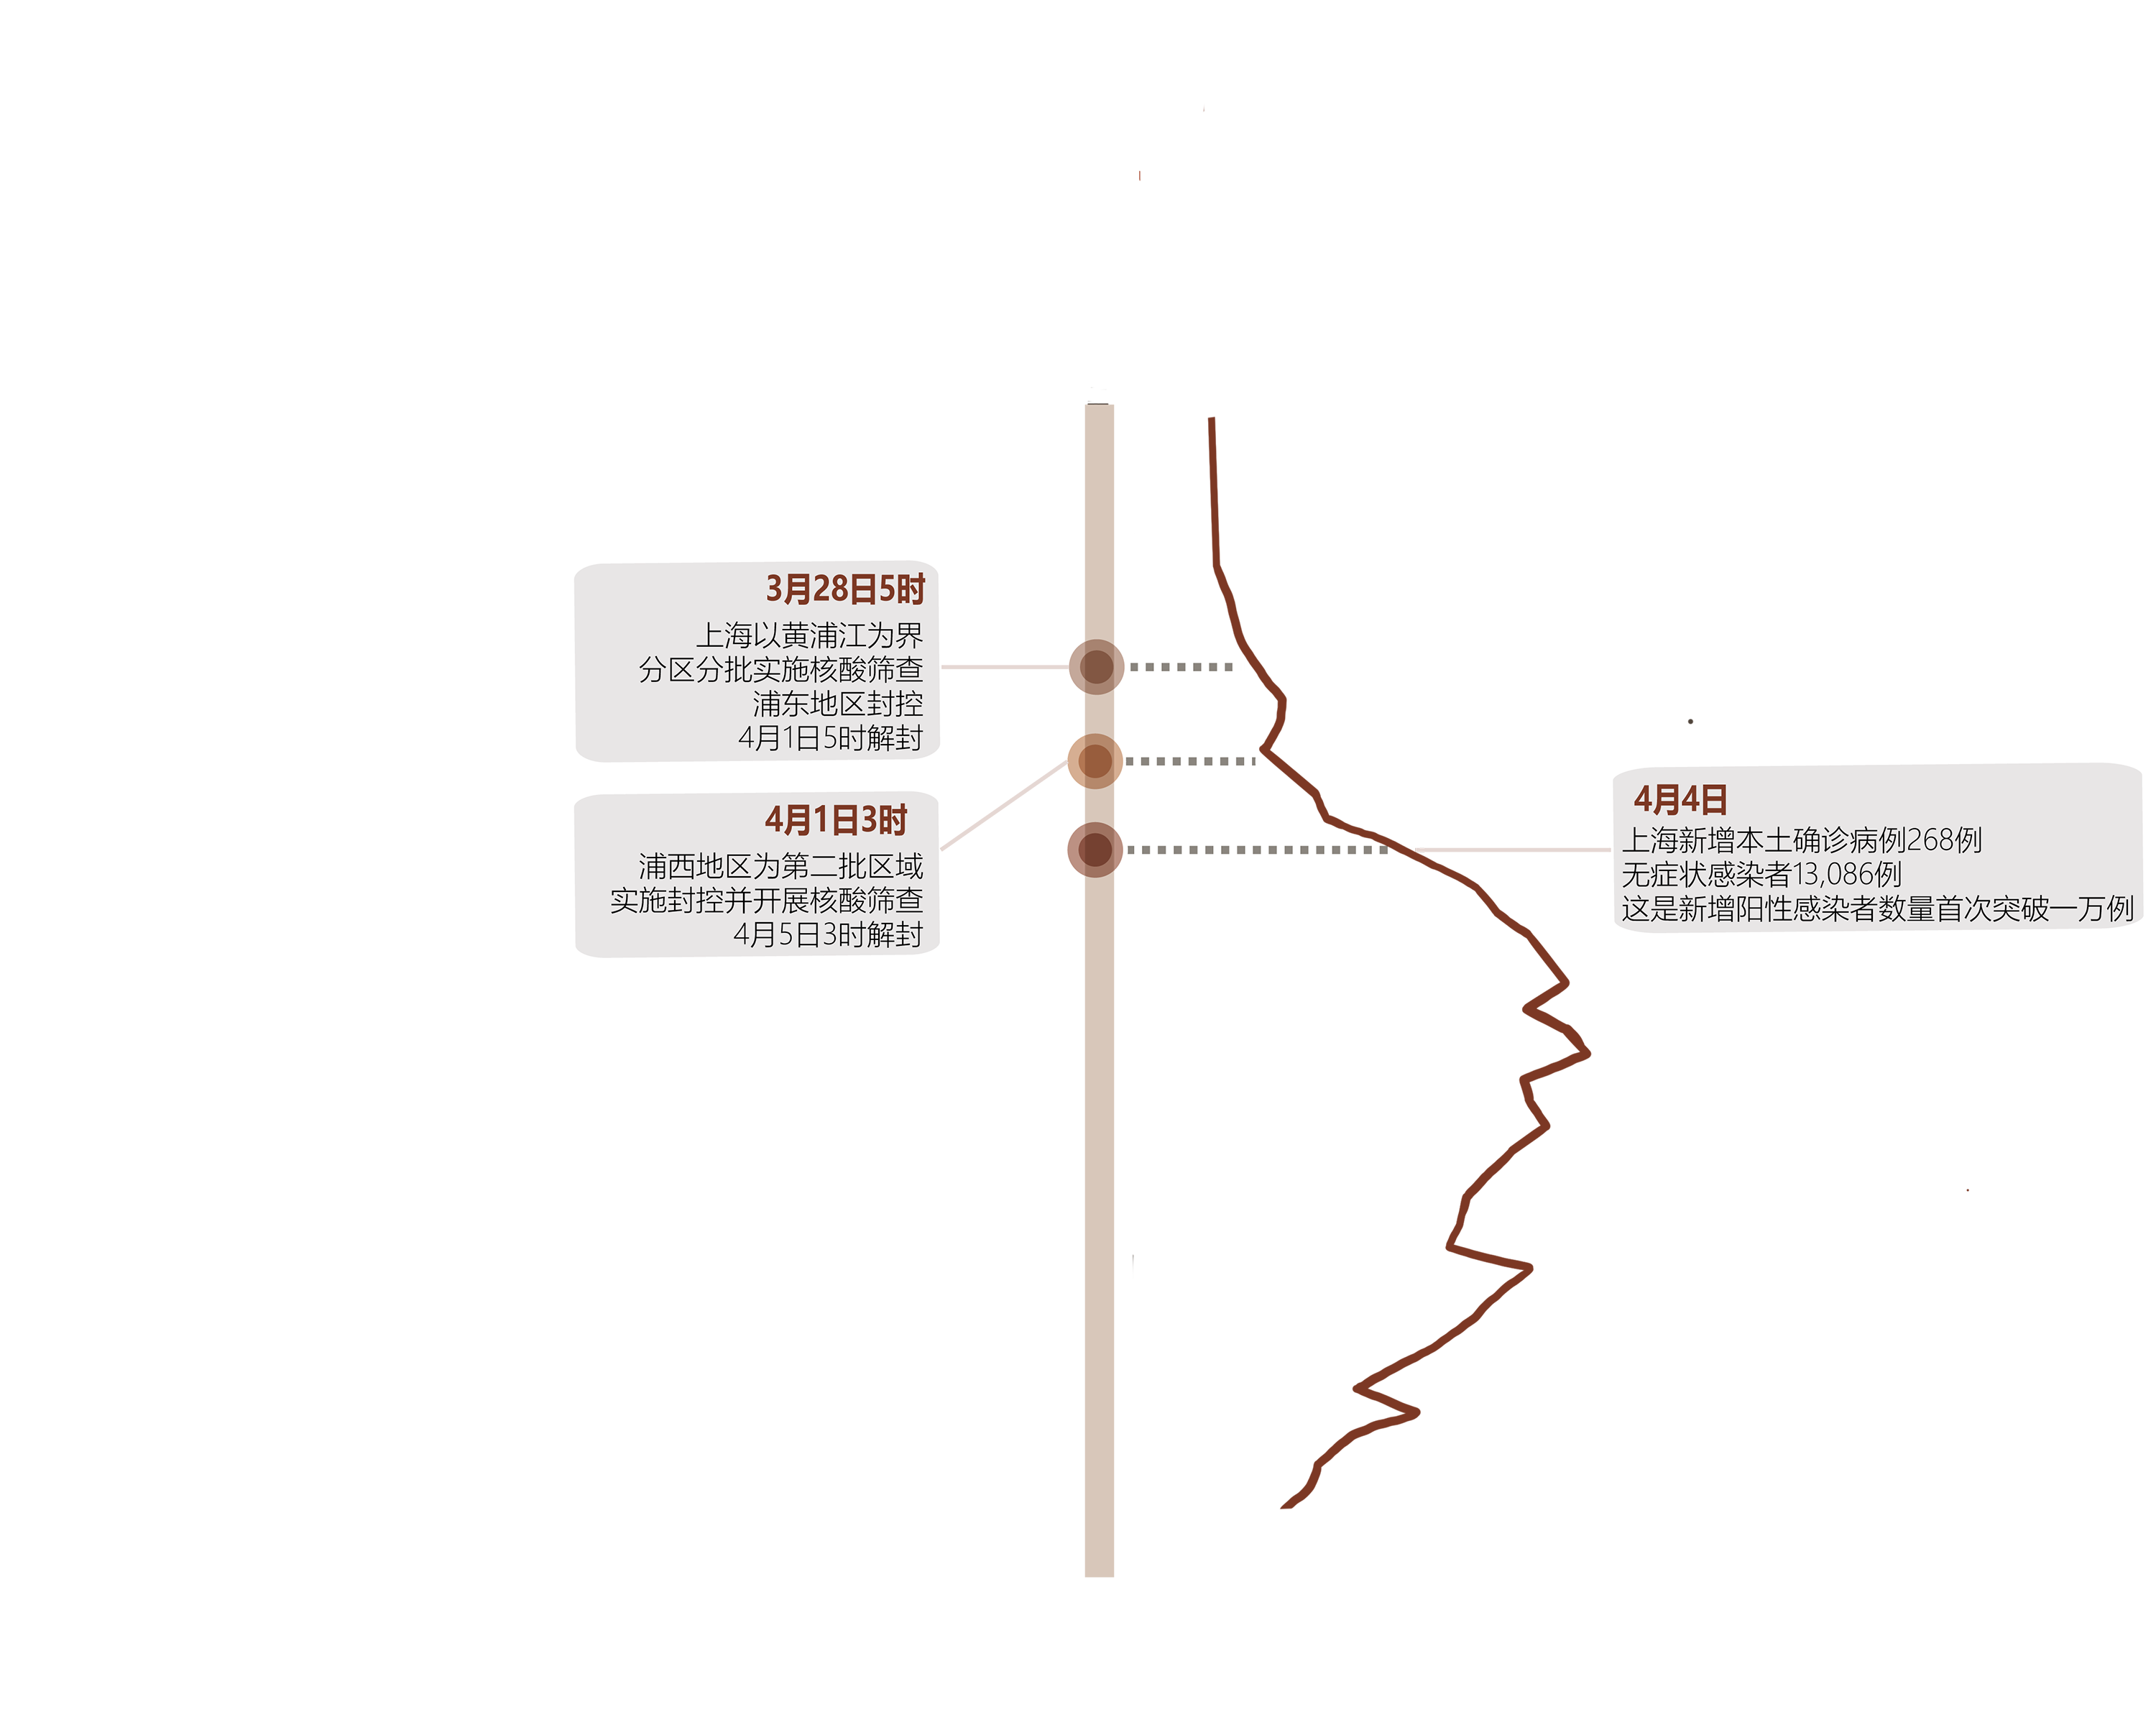 3月28日5时
上海以黄浦江为界
分区分批实施核酸筛查
浦东地区封控
4月1日5时解封
4月1日3时
浦西地区为第二批区域
实施封控并开展核酸筛查
4月5日3时解封
4月4日
上海新增本土确诊病例268例
无症状感染者13,086例
这是新增阳性感染者数量首次突破一万例